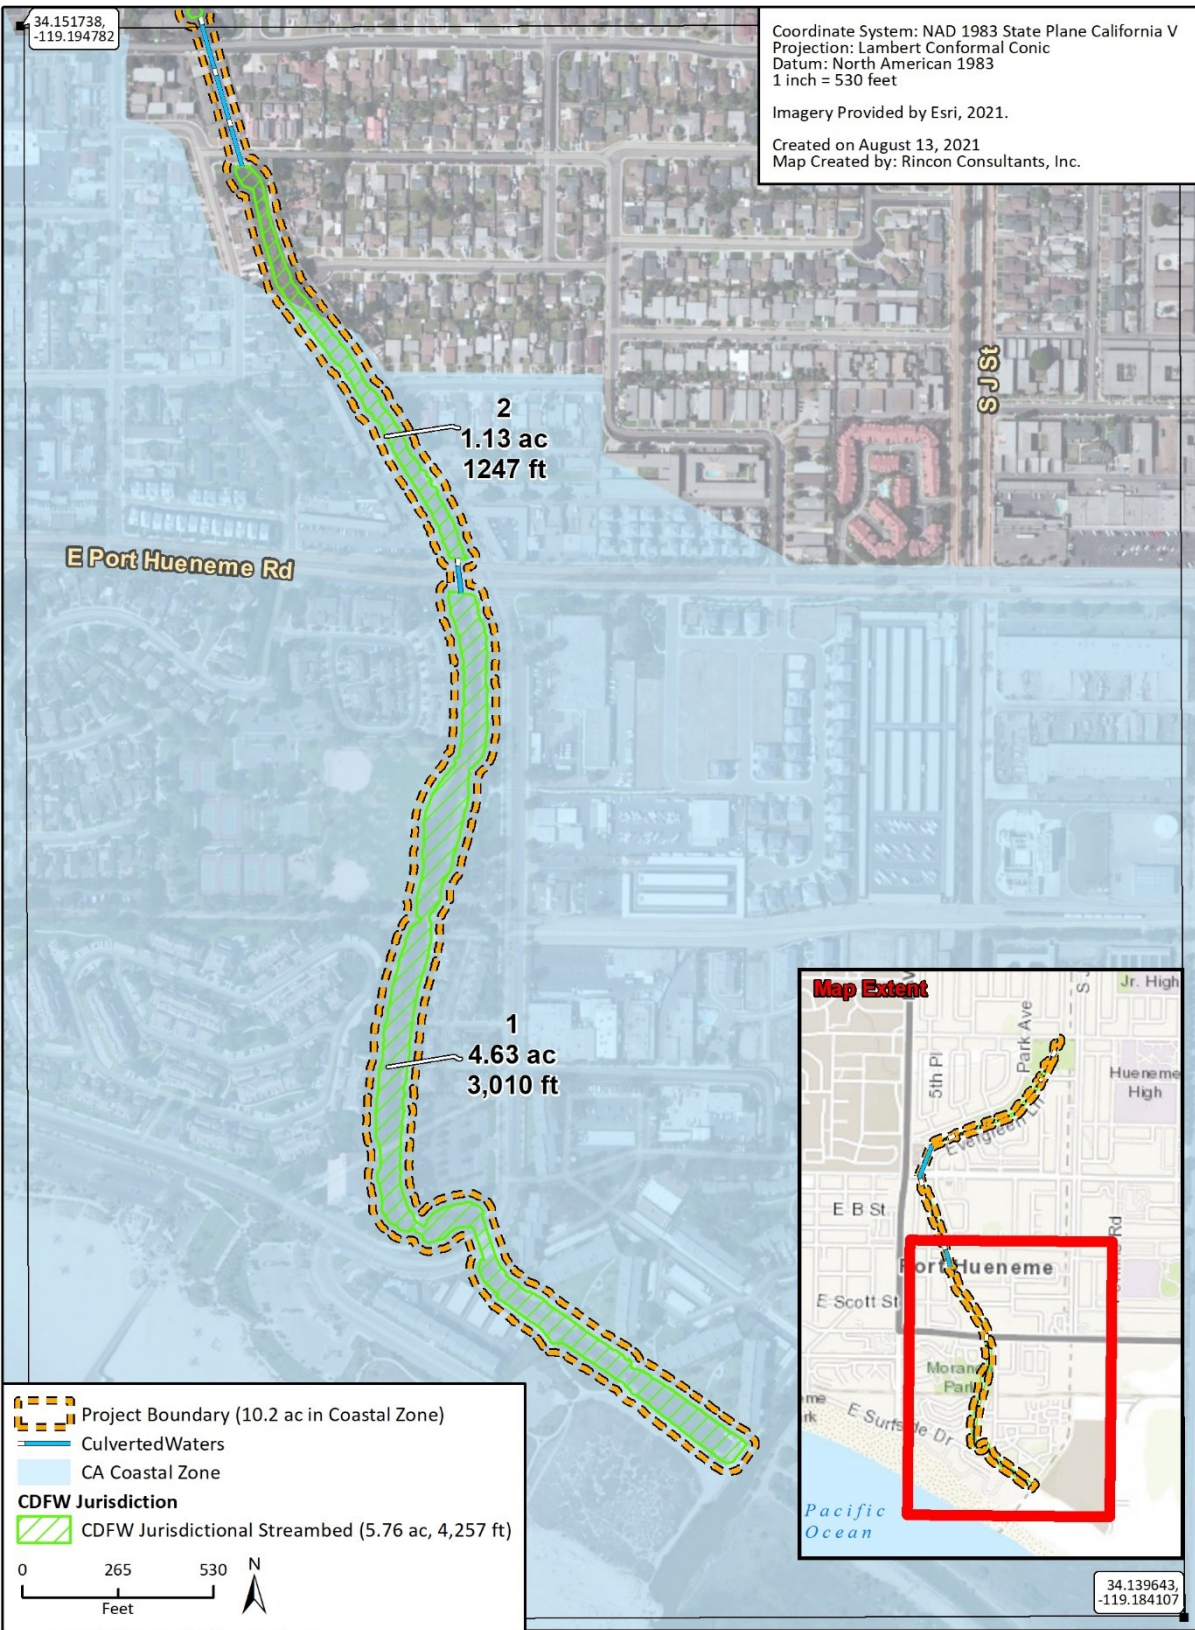 34.151738,
-119.194782
Coordinate System: NAD 1983 State Plane California V
Projection: Lambert Conformal Conic
Datum: North American 1983
1 inch = 530 feet
Imagery Provided by Esri, 2021.
Created on August 13, 2021
Map Created by: Rincon Consultants, Inc.
S J St
2
1.13 ac
1247 ft
E Port Hueneme Rd
1
4.63 ac
3,010 ft
Map Extent
Jr. High
Park Ave
5th Pl
Hueneme
High
Evergreen Ln
E B St
Port Hueneme
E Scott St
Park
E Surfside Dr
Pacific
Ocean
Project Boundary (10.2 ac in Coastal Zone)
CulvertedWaters
CA Coastal Zone
CDFW Jurisdiction
CDFW Jurisdictional Streambed (5.76 ac, 4,257 ft)
0 265 530
Feet
N
34.139643,
-119.184107